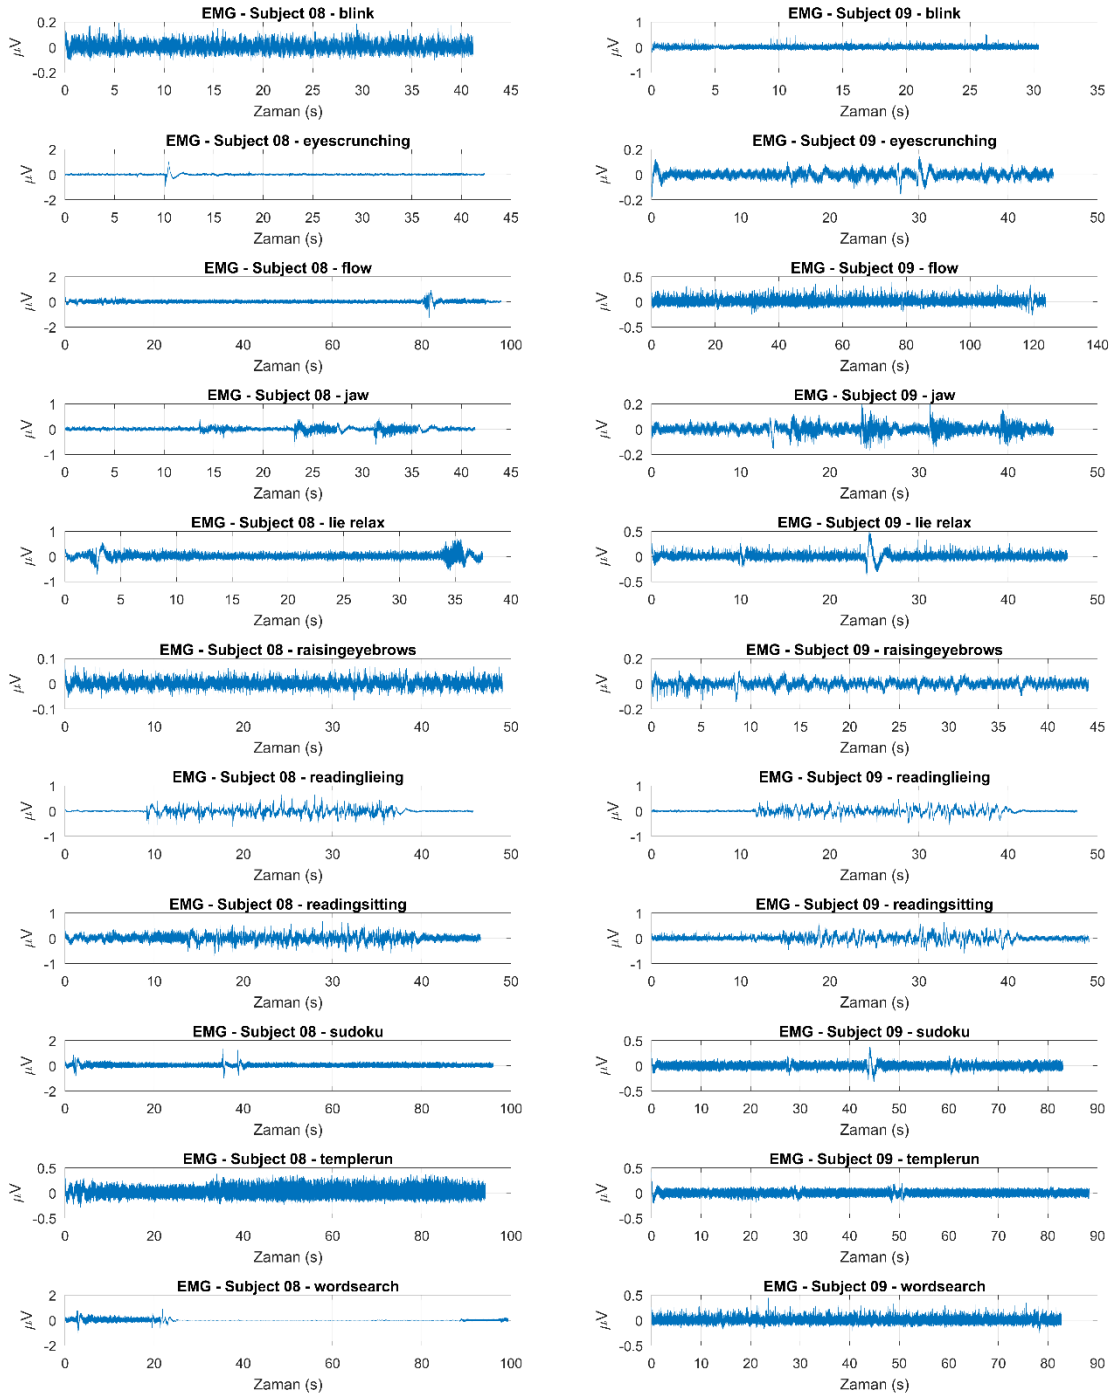 EMG - Subject 08 - blink
0.2
0
-0.2
μV
0 5 10 15 20 25 30 35 40 45
Zaman (s)
EMG - Subject 09 - blink
1
0
-1
μV
0 5 10 15 20 25 30 35
Zaman (s)
EMG - Subject 08 - eyescrunching
2
0
-2
μV
0 5 10 15 20 25 30 35 40 45
Zaman (s)
EMG - Subject 09 - eyescrunching
0.2
0
-0.2
μV
0 10 20 30 40 50
Zaman (s)
EMG - Subject 08 - flow
2
0
-2
μV
0 20 40 60 80 100
Zaman (s)
EMG - Subject 09 - flow
0.5
0
-0.5
μV
0 20 40 60 80 100 120 140
Zaman (s)
EMG - Subject 08 - jaw
1
0
-1
μV
0 5 10 15 20 25 30 35 40 45
Zaman (s)
EMG - Subject 09 - jaw
0.2
0
-0.2
μV
0 10 20 30 40 50
Zaman (s)
EMG - Subject 08 - lie relax
1
0
-1
μV
0 5 10 15 20 25 30 35 40
Zaman (s)
EMG - Subject 09 - lie relax
0.5
0
-0.5
μV
0 10 20 30 40 50
Zaman (s)
EMG - Subject 08 - raisingeyebrows
0.1
0
-0.1
μV
0 10 20 30 40 50
Zaman (s)
EMG - Subject 09 - raisingeyebrows
0.2
0
-0.2
μV
0 5 10 15 20 25 30 35 40 45
Zaman (s)
EMG - Subject 08 - readinglieing
1
0
-1
μV
0 10 20 30 40 50
Zaman (s)
EMG - Subject 09 - readinglieing
1
0
-1
μV
0 10 20 30 40 50
Zaman (s)
EMG - Subject 08 - readingsitting
1
0
-1
μV
0 10 20 30 40 50
Zaman (s)
EMG - Subject 09 - readingsitting
1
0
-1
μV
0 10 20 30 40 50
Zaman (s)
EMG - Subject 08 - sudoku
2
0
-2
μV
0 20 40 60 80 100
Zaman (s)
EMG - Subject 09 - sudoku
0.5
0
-0.5
μV
0 10 20 30 40 50 60 70 80 90
Zaman (s)
EMG - Subject 08 - templerun
0.5
0
-0.5
μV
0 20 40 60 80 100
Zaman (s)
EMG - Subject 09 - templerun
0.5
0
-0.5
μV
0 10 20 30 40 50 60 70 80 90
Zaman (s)
EMG - Subject 08 - wordsearch
2
0
-2
μV
0 20 40 60 80 100
Zaman (s)
EMG - Subject 09 - wordsearch
0.5
0
-0.5
μV
0 10 20 30 40 50 60 70 80 90
Zaman (s)